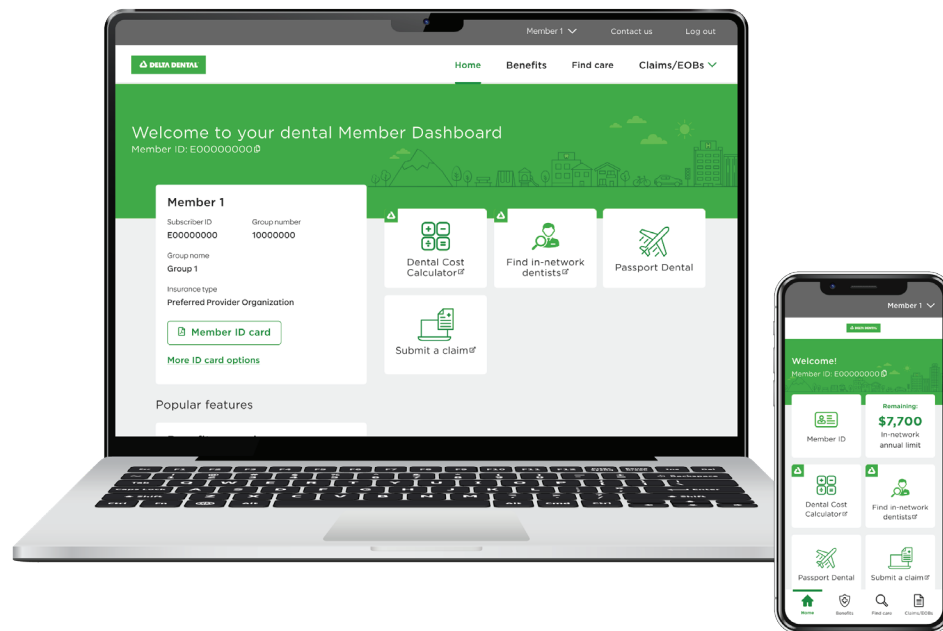 Member 1
Contact us
Log out
DELTA DENTAL
Home
Benefits
Find care
Claims/EOBs
Welcome to your dental Member Dashboard
Member ID: E00000000
Member 1
Subscriber ID
Group number
E00000000
10000000
Group name
Group 1
Insurance type
Preferred Provider Organization
Member ID card
More ID card options
Dental Cost
Calculator
Find in-network
dentists
Passport Dental
Submit a claim
Popular features
Member 1
DELTA DENTAL
Welcome!
Member ID: E00000000
Member ID
Remaining:
$7,700
In-network
annual limit
Dental Cost
Calculator
Find in-network
dentists
Passport Dental
Submit a claim
Home
Benefits
Find care
Claims/EOBs